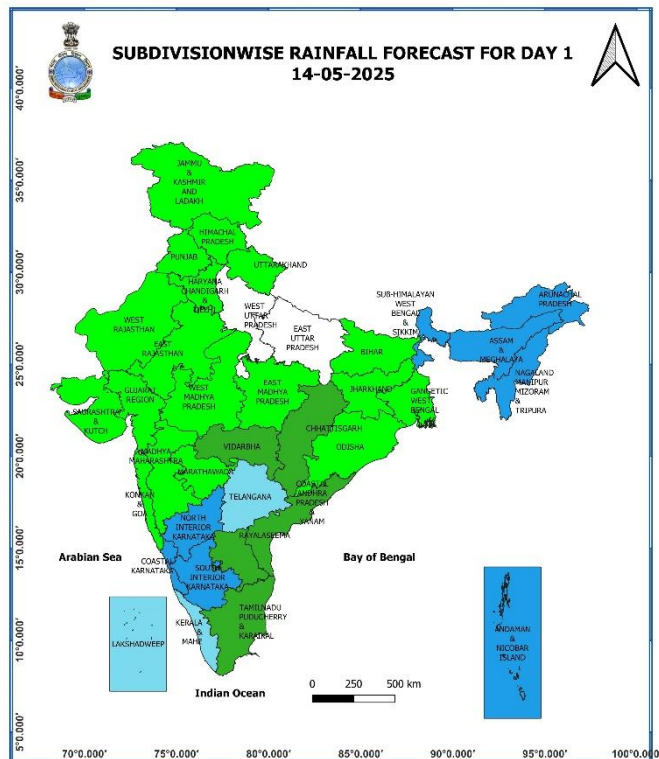 SUBDIVISIONWISE RAINFALL FORECAST FOR DAY 1
14-05-2025
40°0.000'
35°0.000'
30°0.000'
25°0.000'
20°0.000'
15°0.000'
10°0.000'
5°0.000'
JAMMU
&
KASHMIR
AND
LADAKH
HIMACHAL
PRADESH
PUNJAB
UTTARAKHAND
HARYANA
CHANDIGARH
&
DELHI
WEST
UTTAR
PRADESH
EAST
UTTAR
PRADESH
SUB-HIMALAYAN
WEST
BENGAL
&
SIKKIM
ARUNACHAL
PRADESH
ASSAM
&
MEGHALAYA
NAGALAND
MANIPUR
MIZORAM
&
TRIPURA
WEST
RAJASTHAN
EAST
RAJASTHAN
BIHAR
GUJARAT
REGION
SAURASHTRA
&
KUTCH
WEST
MADHYA
PRADESH
EAST
MADHYA
PRADESH
JHARKHAND
GANGETIC
WEST
BENGAL
CHHATTISGARH
ODISHA
VIDARBHA
MADHYA
MAHARASHTRA
MARATHAWADA
KONKAN
&
GOA
TELANGANA
COASTAL
ANDHRA
PRADESH
&
YANAM
NORTH
INTERIOR
KARNATAKA
RAYALASEEMA
COASTAL
KARNATAKA
SOUTH
INTERIOR
KARNATAKA
Arabian Sea
Bay of Bengal
TAMILNADU
PUDUCHERRY
&
KARAIKAL
KERALA
&
MAHE
LAKSHADWEEP
ANDAMAN
&
NICOBAR
ISLAND
Indian Ocean
0 250 500 km
70°0.000' 75°0.000' 80°0.000' 85°0.000' 90°0.000' 95°0.000' 100°0.000'